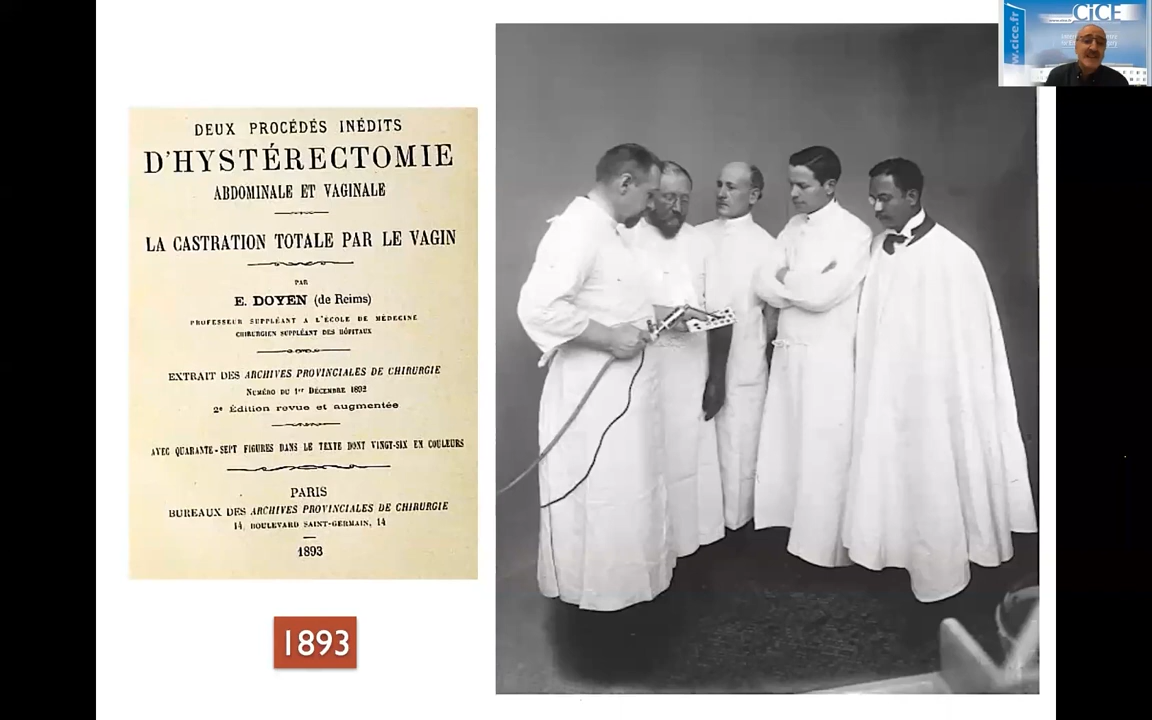 DEUX PROCÉDÉS INÉDITS
D'HYSTÉRECTOMIE
ABDOMINALE ET VAGINALE
LA CASTRATION TOTALE PAR LE VAGIN
PAR
E. DOYEN (de Reims)
PROFESSEUR SUPPLÉANT A L'ÉCOLE DE MÉDECINE
CHIRURGIEN SUPPLÉANT DES HÔPITAUX
EXTRAIT DES ARCHIVES PROVINCIALES DE CHIRURGIE
NUMÉRO DU 1er DÉCEMBRE 1892
2e Édition revue et augmentée
AVEC QUARANTE-SEPT FIGURES DANS LE TEXTE DONT VINGT-SIX EN COULEURS
PARIS
BUREAUX DES ARCHIVES PROVINCIALES DE CHIRURGIE
14, BOULEVARD SAINT-GERMAIN, 14
1893
1893
CiCE
w.cice.fr